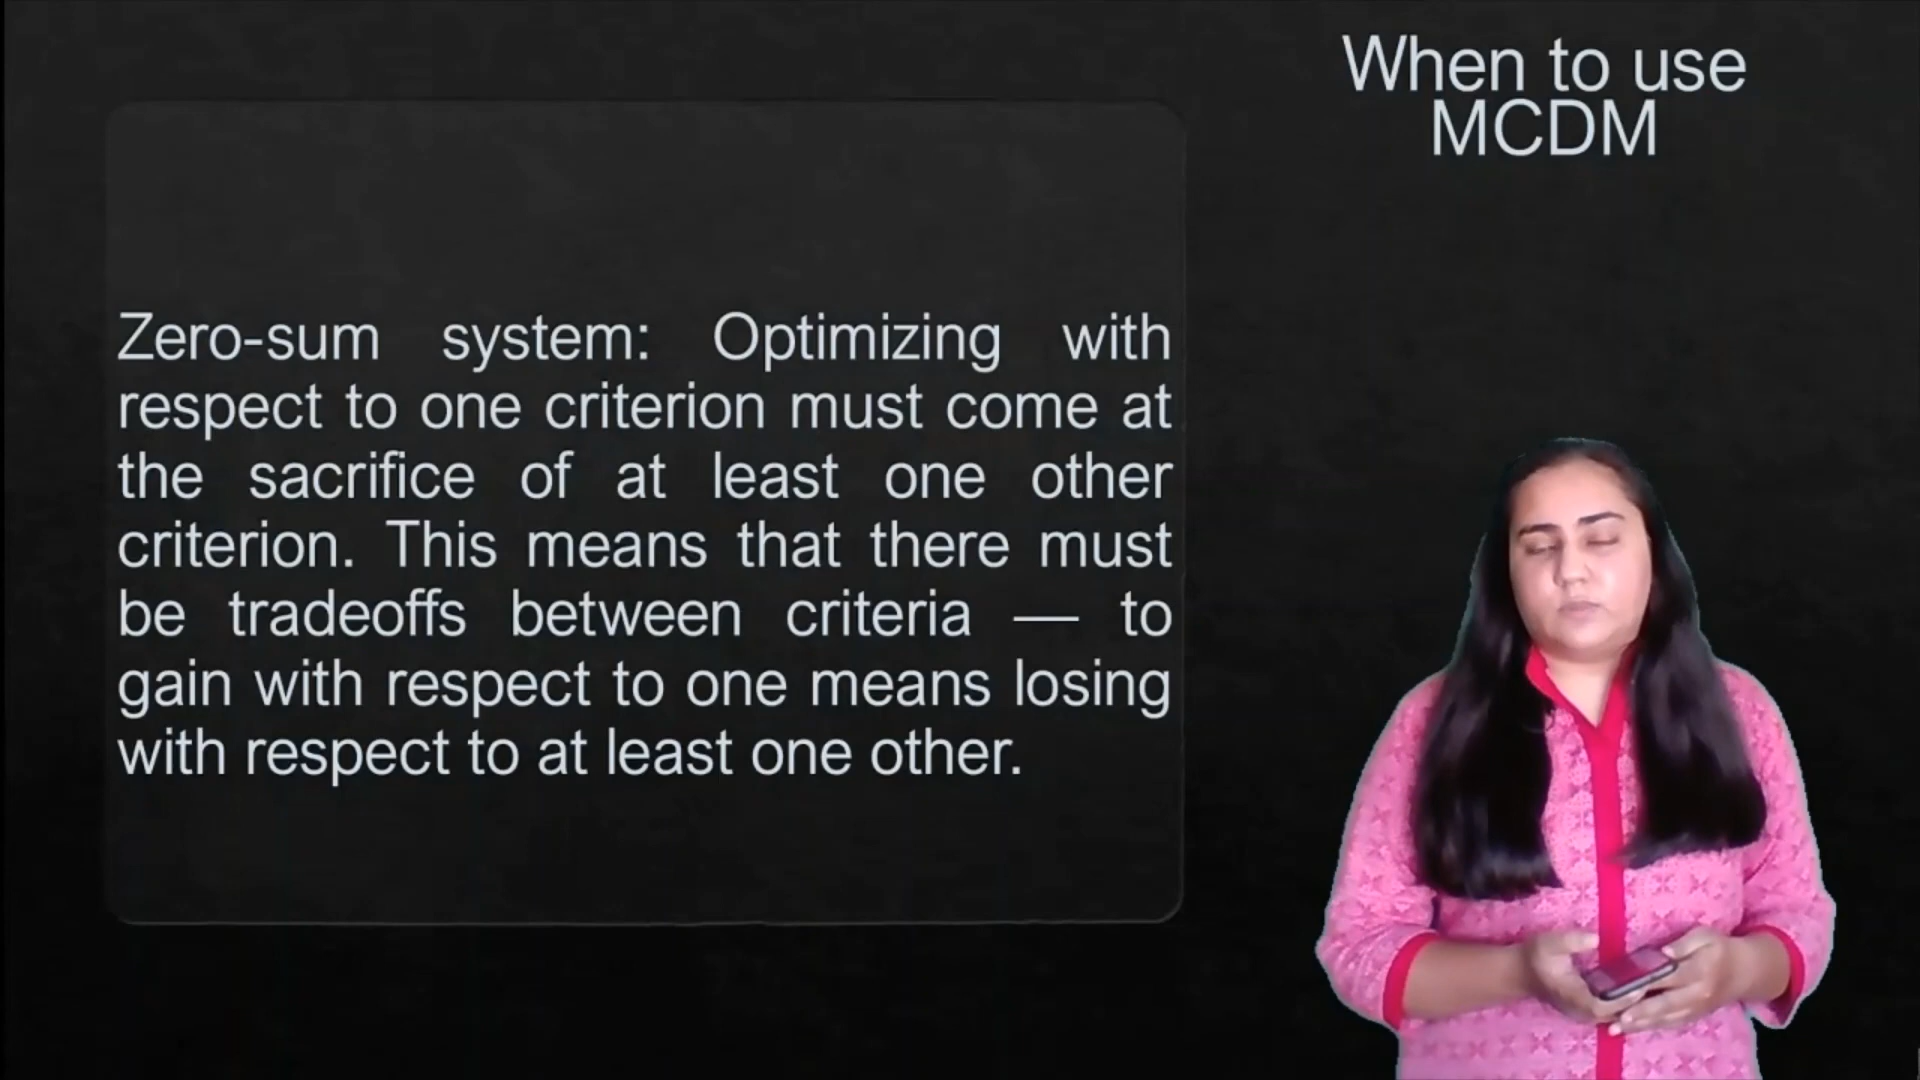 When to use
MCDM
Zero-sum system: Optimizing with
respect to one criterion must come at
the sacrifice of at least one other
criterion. This means that there must
be tradeoffs between criteria — to
gain with respect to one means losing
with respect to at least one other.